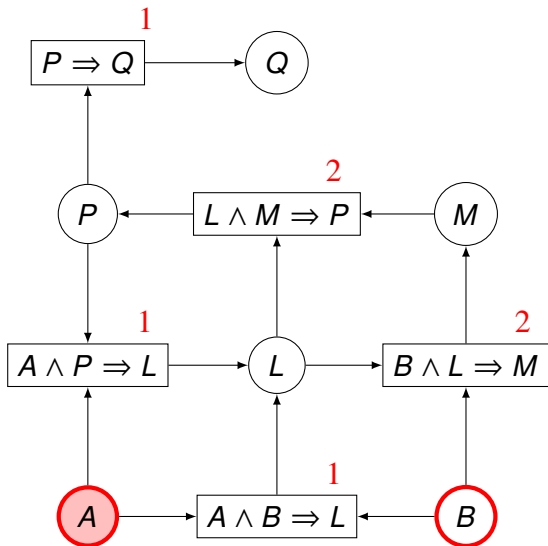 1
P ⇒ Q
Q
2
P
L ∧ M ⇒ P
M
1
2
A ∧ P ⇒ L
L
B ∧ L ⇒ M
1
A
A ∧ B ⇒ L
B